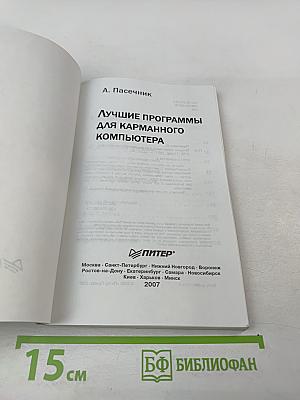 А. Пасечник
Лучшие программы
для карманного
компьютера
ПИТЕР®
Москва · Санкт-Петербург · Нижний Новгород · Воронеж
Ростов-на-Дону · Екатеринбург · Самара · Новосибирск
Киев · Харьков · Минск
2007
15 см
БФ БИБЛИОФАН